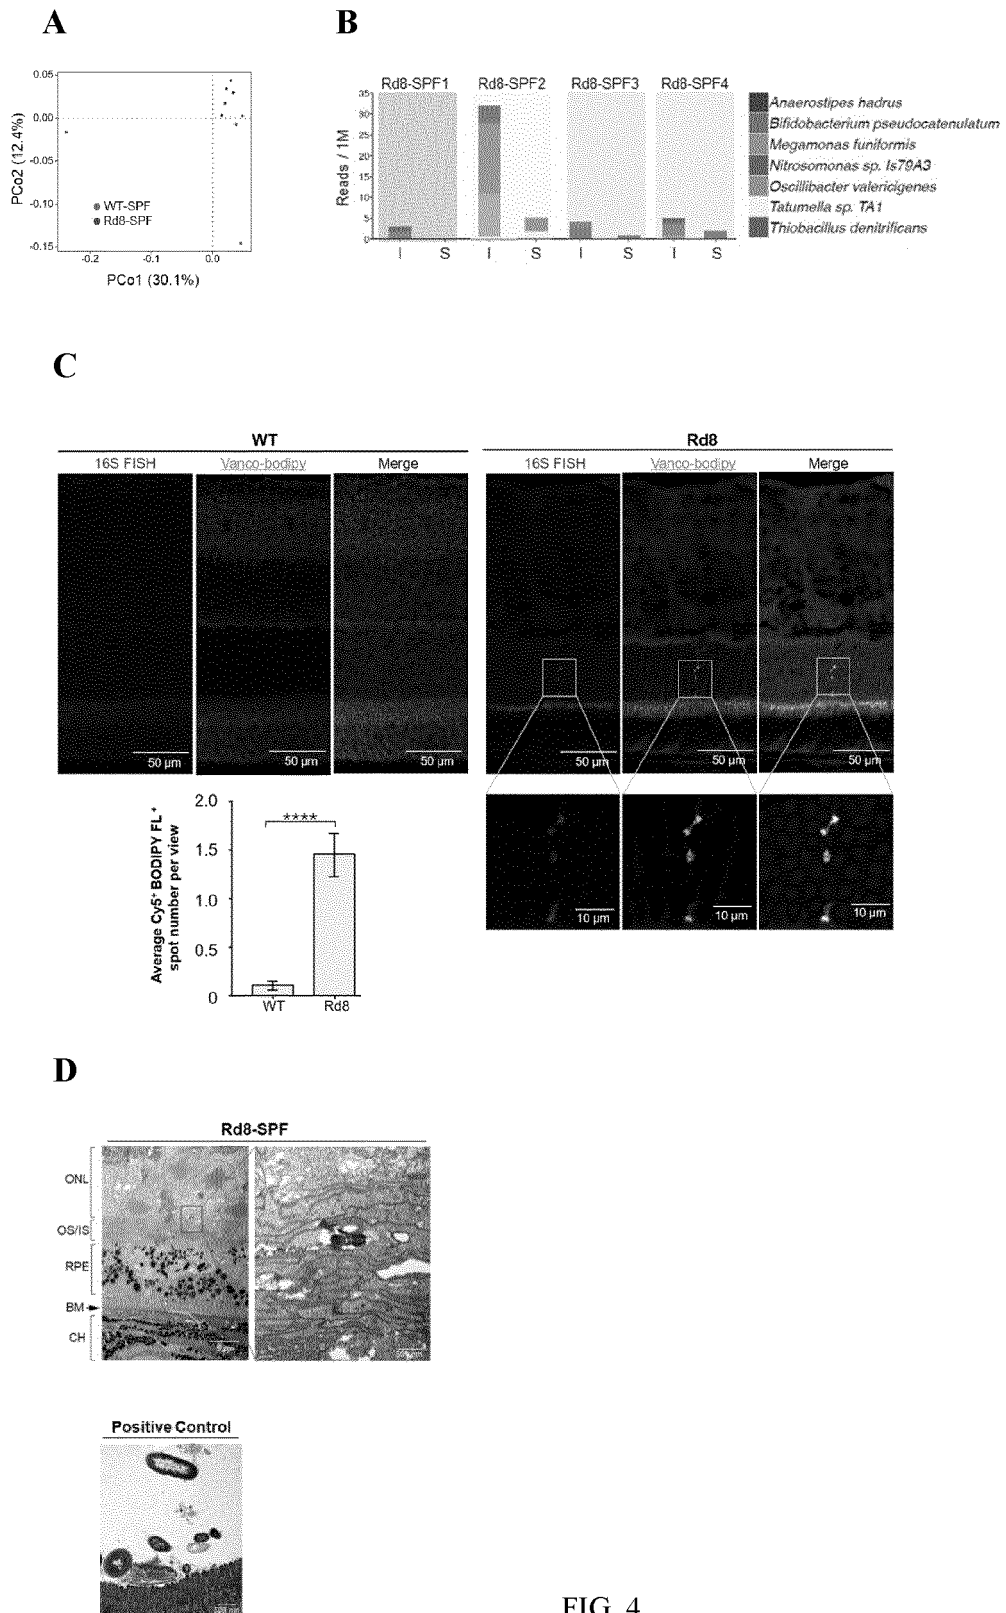 A
0.05
0.00
-0.05
-0.10
-0.15
PCo2 (12.4%)
WT-SPF
Rd8-SPF
-0.2
-0.1
0.0
PCo1 (30.1%)
B
Rd8-SPF1
Rd8-SPF2
Rd8-SPF3
Rd8-SPF4
35
30
25
20
15
10
5
0
Reads / 1M
I
S
I
S
I
S
I
S
Anaerostipes hadrus
Bifidobacterium pseudocatenulatum
Megamonas funiformis
Nitrosomonas sp. Is79A3
Oscillibacter valericigenes
Tatumella sp. TA1
Thiobacillus denitrificans
C
WT
16S FISH
Vanco-bodipy
Merge
50 µm
50 µm
50 µm
Rd8
16S FISH
Vanco-bodipy
Merge
50 µm
50 µm
50 µm
10 µm
10 µm
10 µm
2.0
1.5
1.0
0.5
0
Average Cy5+ BODIPY FL+
spot number per view
****
WT
Rd8
D
Rd8-SPF
ONL
OS/IS
RPE
BM
CH
Positive Control
FIG. 4